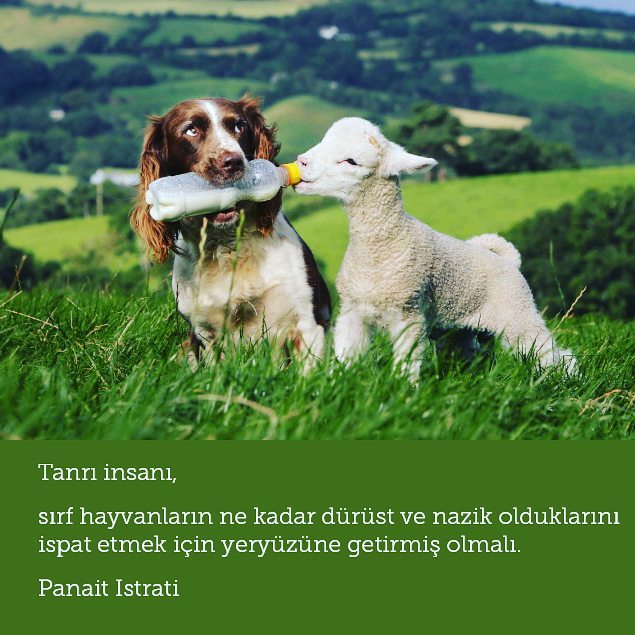 Tanrı insanı,
sırf hayvanların ne kadar dürüst ve nazik olduklarını
ispat etmek için yeryüzüne getirmiş olmalı.
Panait Istrati